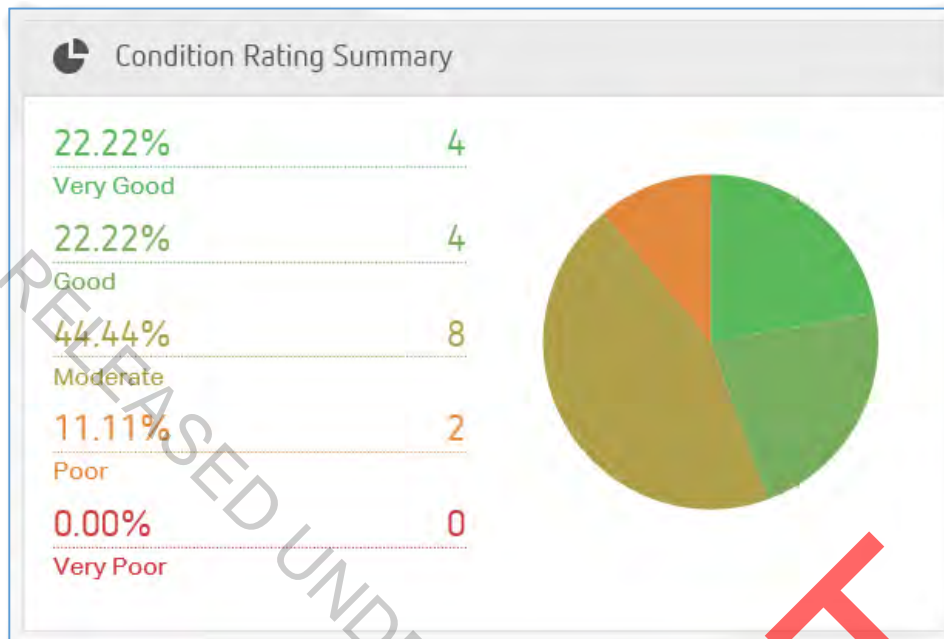 Condition Rating Summary
22.22% 4
Very Good
22.22% 4
Good
44.44% 8
Moderate
11.11% 2
Poor
0.00% 0
Very Poor
RELEASED